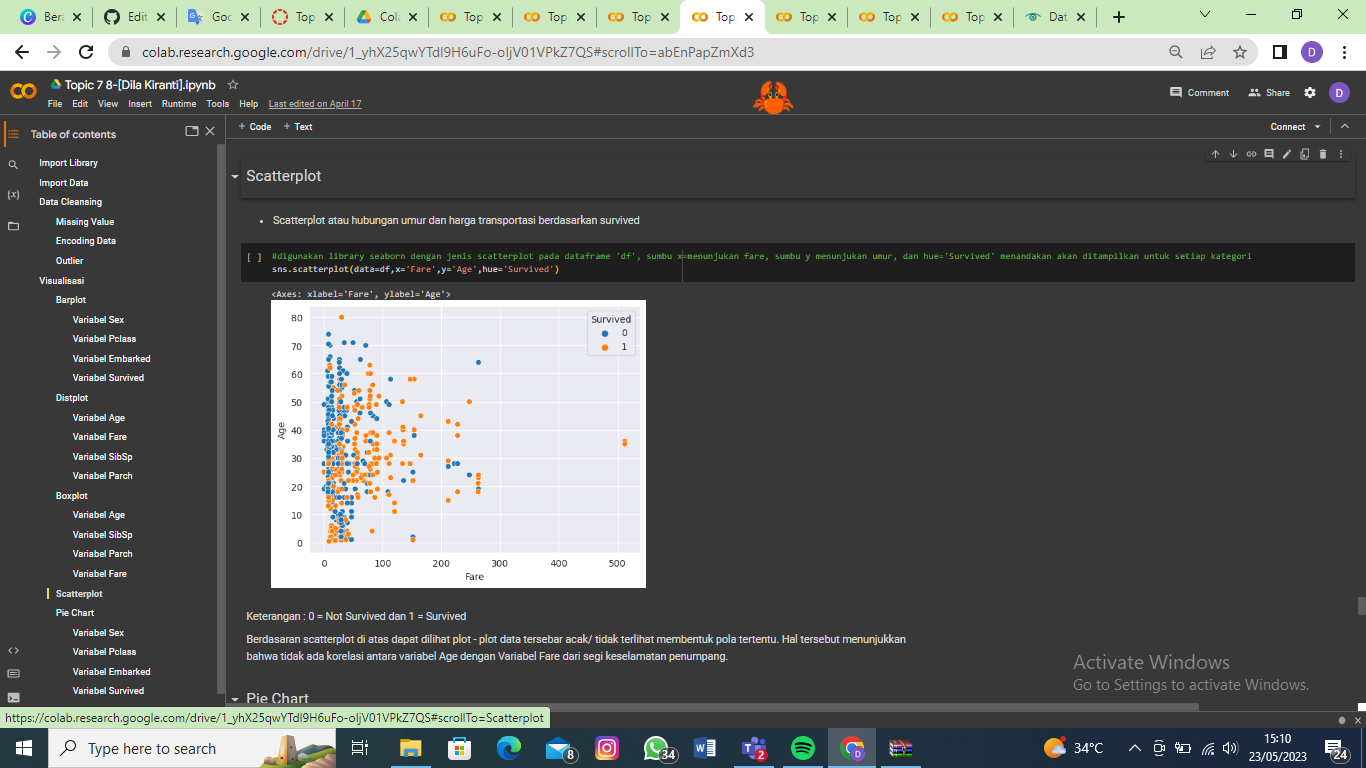 Bera
Edit
Goo
Top
Cola
Top
Top
Top
Top
Top
Top
Top
Dat
colab.research.google.com/drive/1_yhX25qwYTdI9H6uFo-oIjV01VPkZ7QS#scrollTo=abEnPapZmXd3
D
Topic 7 8-[Dila Kiranti].ipynb
File Edit View Insert Runtime Tools Help Last edited on April 17
Comment Share D
Table of contents
+ Code + Text
Connect
Import Library
Import Data
Data Cleansing
Missing Value
Encoding Data
Outlier
Visualisasi
Barplot
Variabel Sex
Variabel Pclass
Variabel Embarked
Variabel Survived
Distplot
Variabel Age
Variabel Fare
Variabel SibSp
Variabel Parch
Boxplot
Variabel Age
Variabel SibSp
Variabel Parch
Variabel Fare
Scatterplot
Pie Chart
Variabel Sex
Variabel Pclass
Variabel Embarked
Variabel Survived
Scatterplot
• Scatterplot atau hubungan umur dan harga transportasi berdasarkan survived
[ ] #digunakan library seaborn dengan jenis scatterplot pada dataframe 'df', sumbu x=menunjukan fare, sumbu y menunjukan umur, dan hue='Survived' menandakan akan ditampilkan untuk setiap kategori
sns.scatterplot(data=df,x='Fare',y='Age',hue='Survived')
<Axes: xlabel='Fare', ylabel='Age'>
80
70
60
50
40
30
20
10
0
Age
Survived
0
1
0 100 200 300 400 500
Fare
Keterangan : 0 = Not Survived dan 1 = Survived
Berdasaran scatterplot di atas dapat dilihat plot - plot data tersebar acak/ tidak terlihat membentuk pola tertentu. Hal tersebut menunjukkan
bahwa tidak ada korelasi antara variabel Age dengan Variabel Fare dari segi keselamatan penumpang.
Pie Chart
Activate Windows
Go to Settings to activate Windows.
https://colab.research.google.com/drive/1_yhX25qwYTdI9H6uFo-oIjV01VPkZ7QS#scrollTo=Scatterplot
Type here to search
8
34
2
D
34°C
15:10
23/05/2023
24